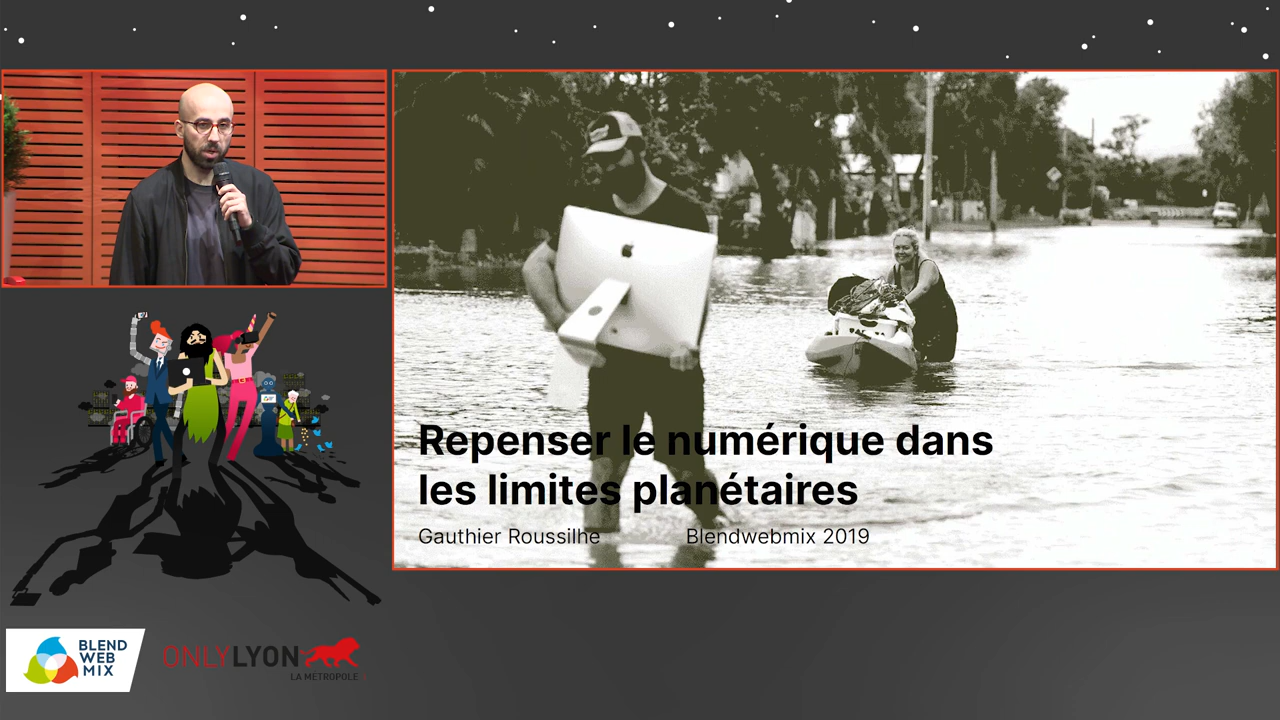 Repenser le numérique dans
les limites planétaires
Gauthier Roussilhe
Blendwebmix 2019
BLEND
WEB
MIX
ONLYLYON
LA MÉTROPOLE